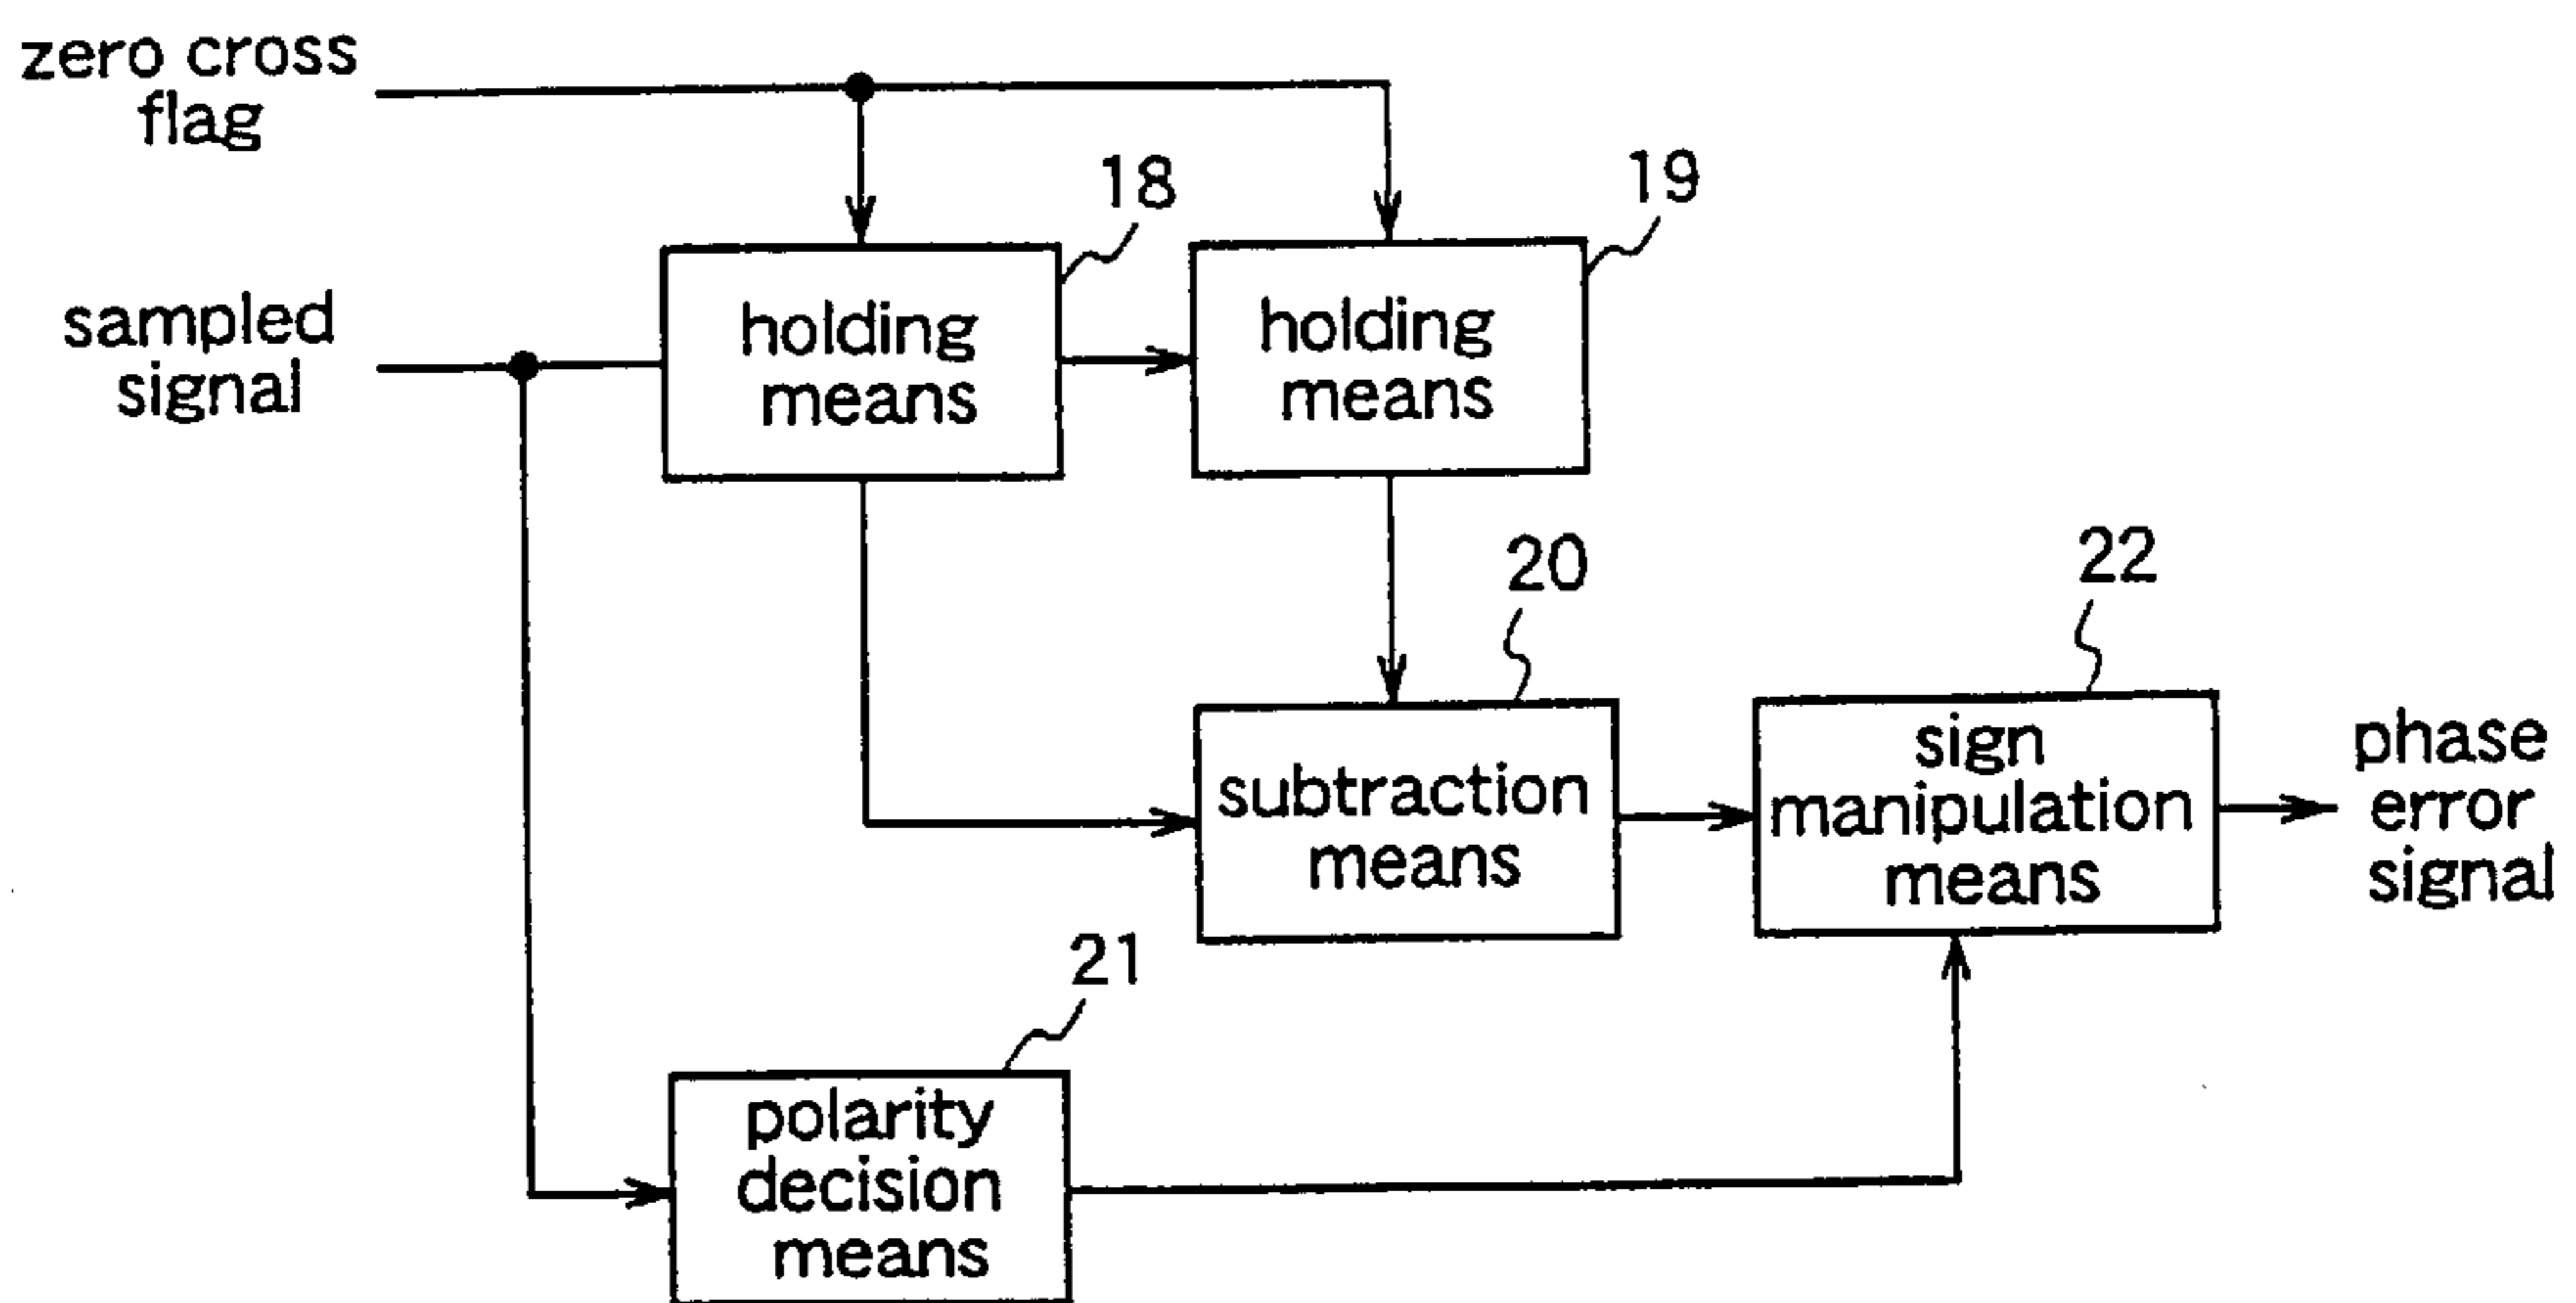 zero cross
flag
18
19
sampled
signal
holding
means
holding
means
20
22
subtraction
means
sign
manipulation
means
phase
error
signal
21
polarity
decision
means